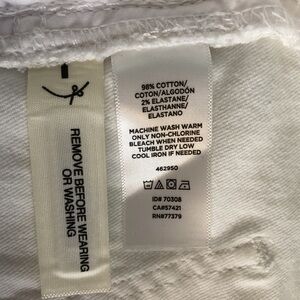 REMOVE BEFORE WEARING
OR WASHING
98% COTTON/
COTON/ALGODÓN
2% ELASTANE/
ELASTHANNE/
ELASTANO
MACHINE WASH WARM
ONLY NON-CHLORINE
BLEACH WHEN NEEDED
TUMBLE DRY LOW
COOL IRON IF NEEDED
462950
ID# 70308
CA#57421
RN#77379